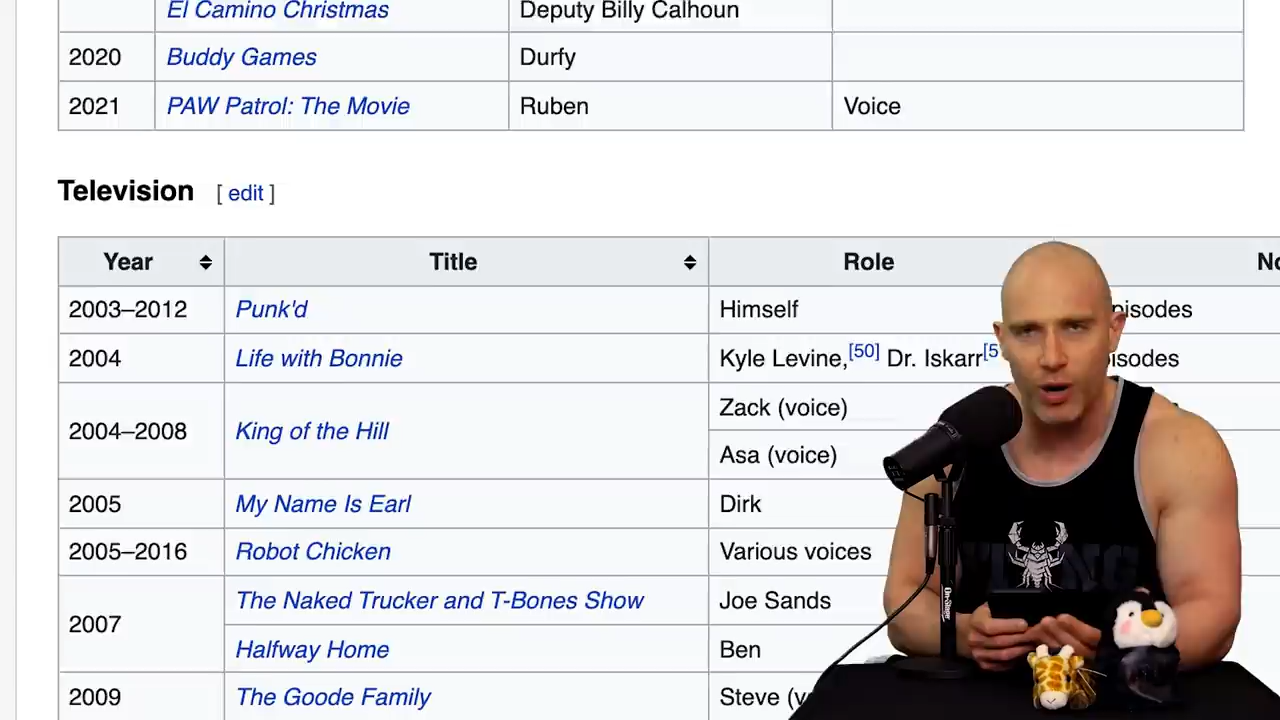 El Camino Christmas Deputy Billy Calhoun
2020 Buddy Games Durfy
2021 PAW Patrol: The Movie Ruben Voice
Television [ edit ]
Year Title Role
2003–2012 Punk'd Himself
2004 Life with Bonnie Kyle Levine,[50] Dr. Iskarr
2004–2008 King of the Hill Zack (voice)
Asa (voice)
2005 My Name Is Earl Dirk
2005–2016 Robot Chicken Various voices
2007 The Naked Trucker and T-Bones Show Joe Sands
Halfway Home Ben
2009 The Goode Family Steve